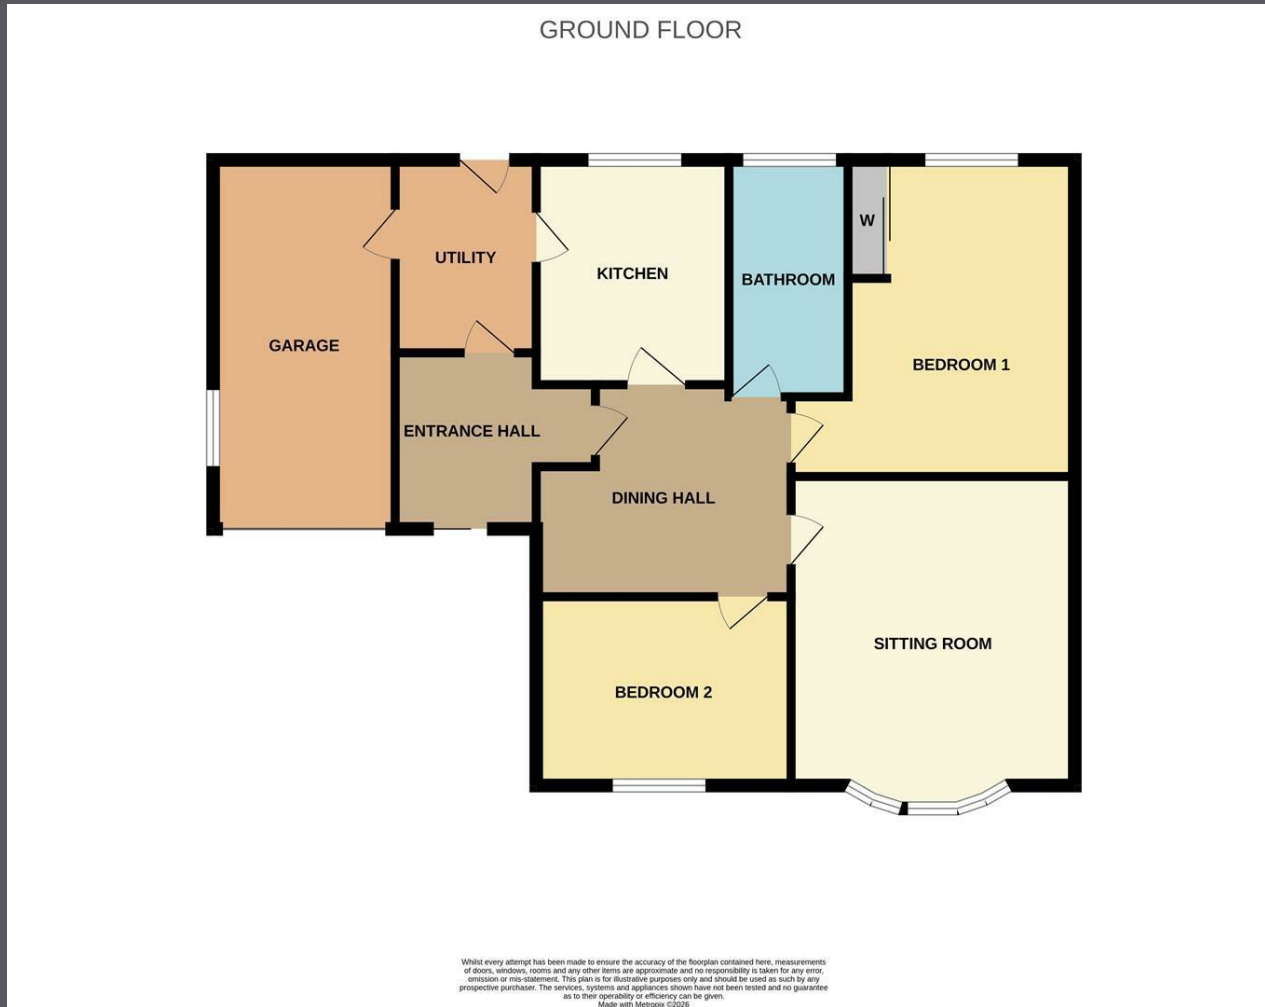 GROUND FLOOR
W
UTILITY
KITCHEN
BATHROOM
GARAGE
BEDROOM 1
ENTRANCE HALL
DINING HALL
SITTING ROOM
BEDROOM 2
Whilst every attempt has been made to ensure the accuracy of the floorplan contained here, measurements
of doors, windows, rooms and any other items are approximate and no responsibility is taken for any error,
omission or mis-statement. This plan is for illustrative purposes only and should be used as such by any
prospective purchaser. The services, systems and appliances shown have not been tested and no guarantee
as to their operability or efficiency can be given.
Made with Metropix ©2026